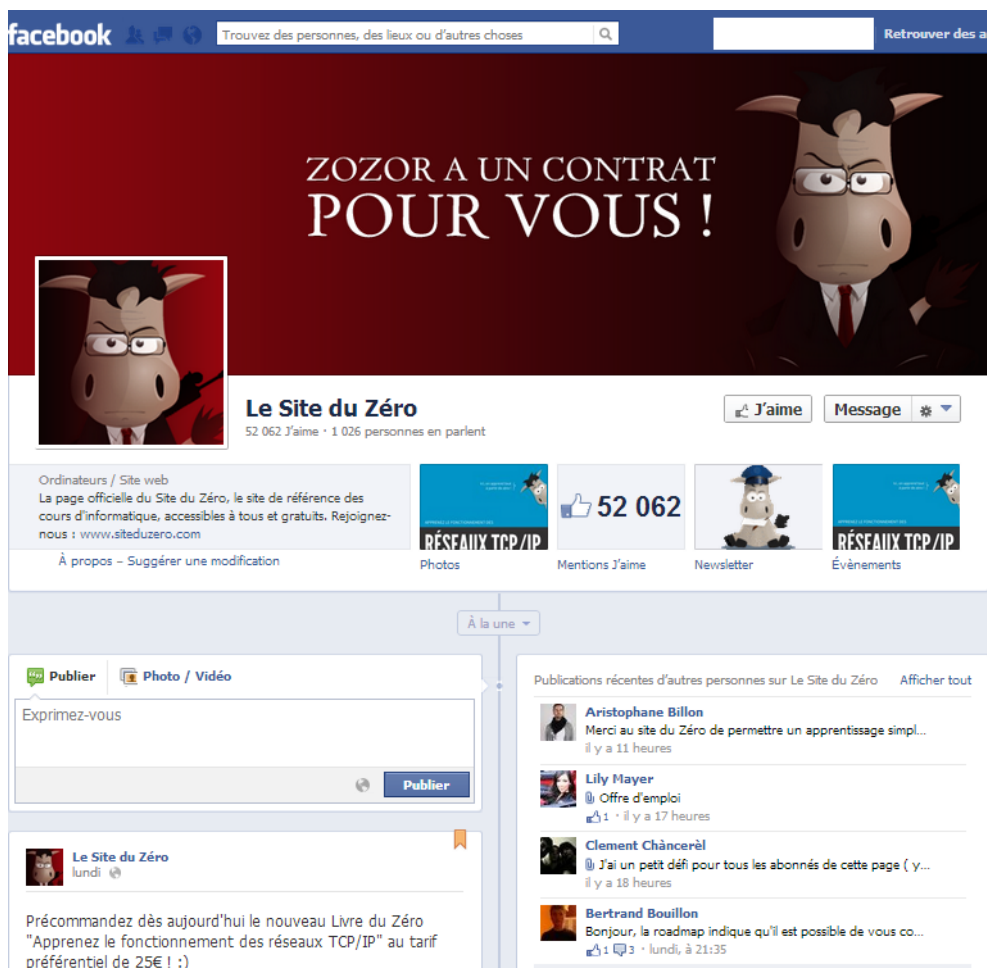 facebook
Trouvez des personnes, des lieux ou d'autres choses
Retrouver des a
ZOZOR A UN CONTRAT
POUR VOUS !
Le Site du Zéro
52 062 J'aime · 1 026 personnes en parlent
J'aime
Message
Ordinateurs / Site web
La page officielle du Site du Zéro, le site de référence des
cours d'informatique, accessibles à tous et gratuits. Rejoignez-
nous : www.siteduzero.com
À propos – Suggérer une modification
RÉSEAUX TCP/IP
Photos
52 062
Mentions J'aime
Newsletter
RÉSEAUX TCP/IP
Évènements
À la une
Publier
Photo / Vidéo
Exprimez-vous
Publier
Le Site du Zéro
lundi
Précommandez dès aujourd'hui le nouveau Livre du Zéro
"Apprenez le fonctionnement des réseaux TCP/IP" au tarif
préférentiel de 25€ ! :)
Publications récentes d'autres personnes sur Le Site du Zéro
Afficher tout
Aristophane Billon
Merci au site du Zéro de permettre un apprentissage simpl...
il y a 11 heures
Lily Mayer
Offre d'emploi
1 · il y a 17 heures
Clement Chàncerèl
J'ai un petit défi pour tous les abonnés de cette page ( y...
il y a 18 heures
Bertrand Bouillon
Bonjour, la roadmap indique qu'il est possible de vous co...
1 3 · lundi, à 21:35